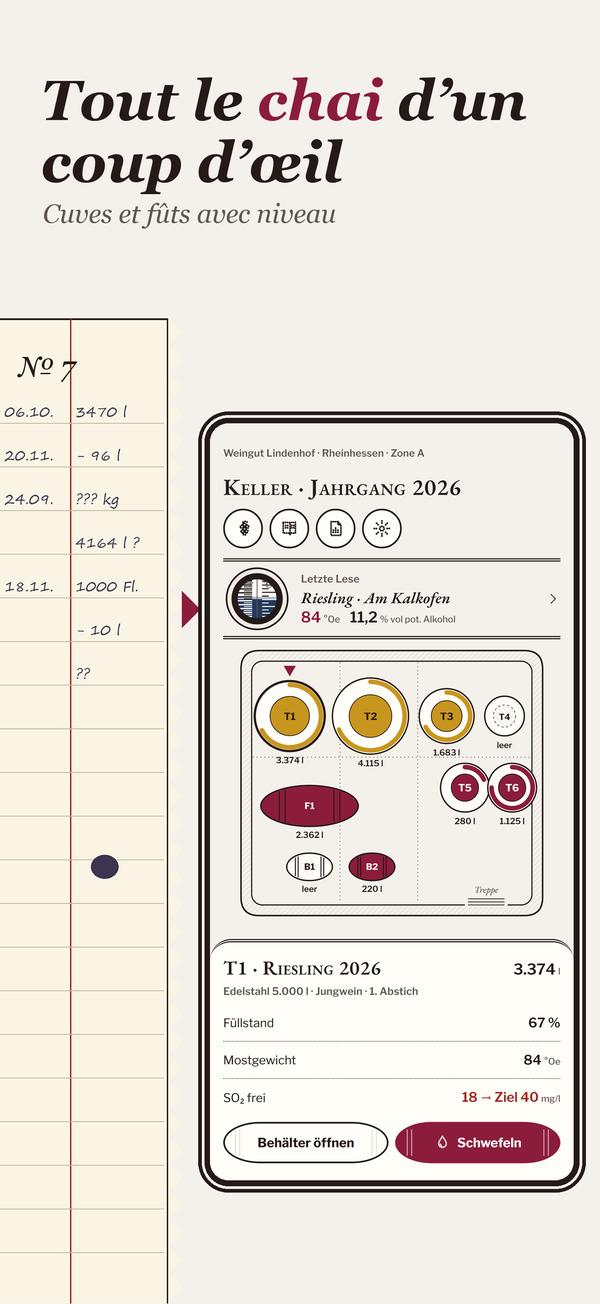 Tout le chai d’un
coup d’œil
Cuves et fûts avec niveau
Nº 7
06.10. 3470 l
20.11. - 96 l
24.09. ??? kg
4164 l ?
18.11. 1000 Fl.
- 10 l
??
Weingut Lindenhof · Rheinhessen · Zone A
Keller · Jahrgang 2026
Letzte Lese
Riesling · Am Kalkofen
84 °Oe 11,2 % vol pot. Alkohol
T1 T2 T3 T4
leer
3.374 l 4.115 l 1.683 l
T5 T6
F1
280 l 1.125 l
2.362 l
B1 B2
leer 220 l
Treppe
T1 · Riesling 2026 3.374 l
Edelstahl 5.000 l · Jungwein · 1. Abstich
Füllstand 67 %
Mostgewicht 84 °Oe
SO₂ frei 18 → Ziel 40 mg/l
Behälter öffnen Schwefeln